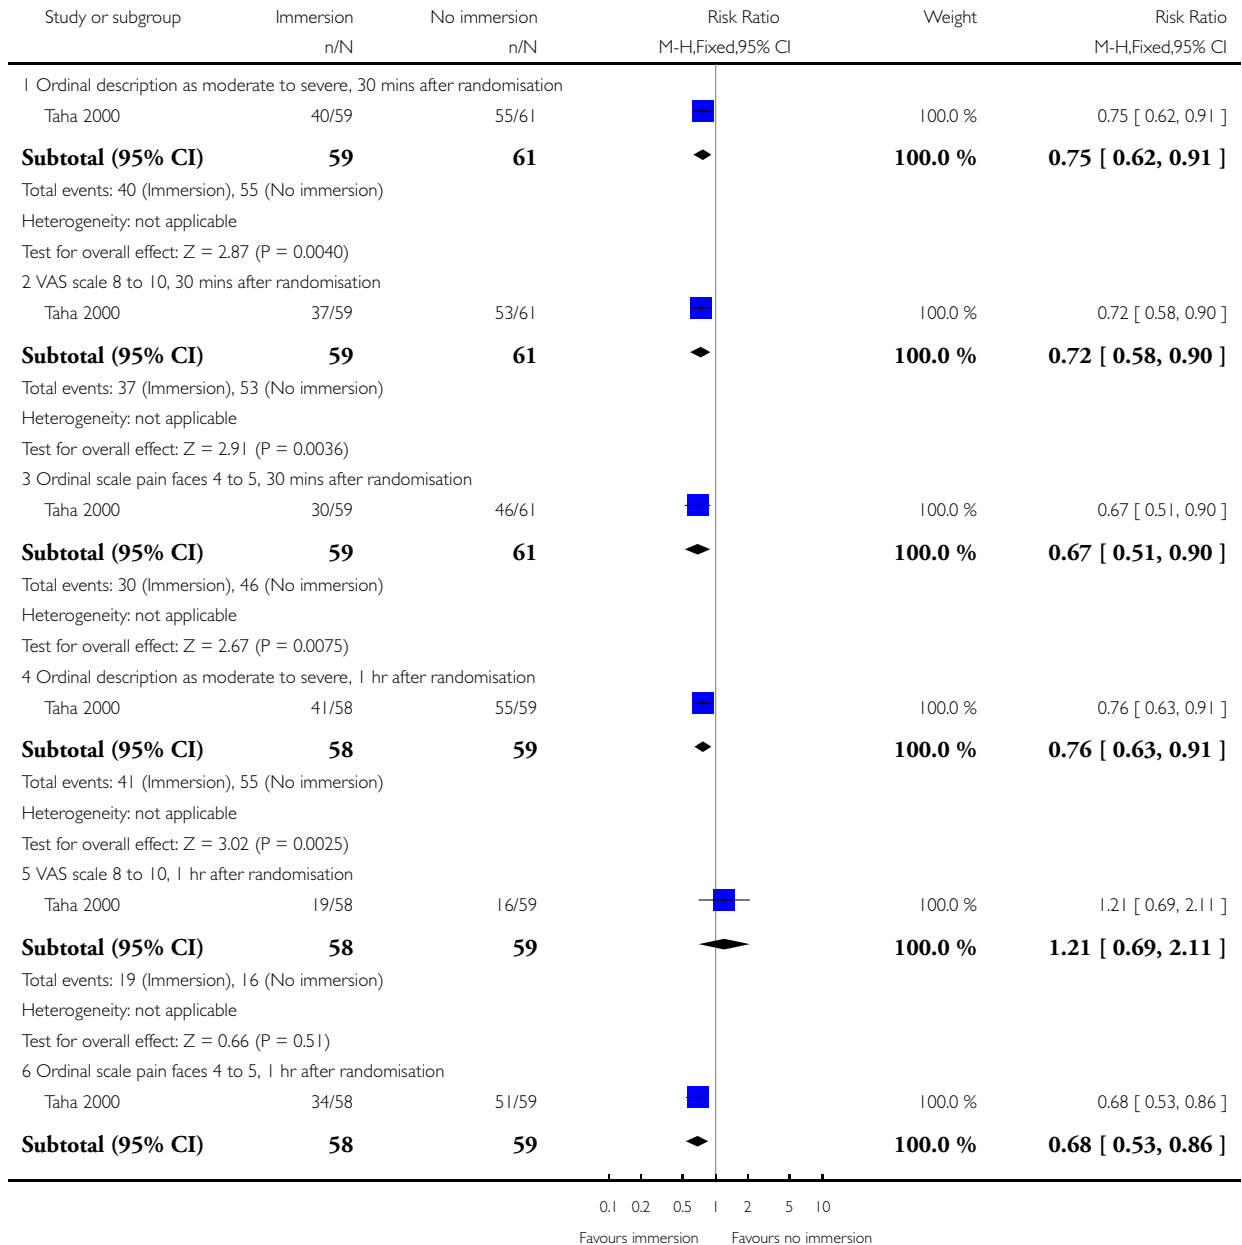 Study or subgroup Immersion No immersion Risk Ratio Weight Risk Ratio
n/N n/N M-H,Fixed,95% CI M-H,Fixed,95% CI
1 Ordinal description as moderate to severe, 30 mins after randomisation
Taha 2000 40/59 55/61 100.0 % 0.75 [ 0.62, 0.91 ]
Subtotal (95% CI) 59 61 100.0 % 0.75 [ 0.62, 0.91 ]
Total events: 40 (Immersion), 55 (No immersion)
Heterogeneity: not applicable
Test for overall effect: Z = 2.87 (P = 0.0040)
2 VAS scale 8 to 10, 30 mins after randomisation
Taha 2000 37/59 53/61 100.0 % 0.72 [ 0.58, 0.90 ]
Subtotal (95% CI) 59 61 100.0 % 0.72 [ 0.58, 0.90 ]
Total events: 37 (Immersion), 53 (No immersion)
Heterogeneity: not applicable
Test for overall effect: Z = 2.91 (P = 0.0036)
3 Ordinal scale pain faces 4 to 5, 30 mins after randomisation
Taha 2000 30/59 46/61 100.0 % 0.67 [ 0.51, 0.90 ]
Subtotal (95% CI) 59 61 100.0 % 0.67 [ 0.51, 0.90 ]
Total events: 30 (Immersion), 46 (No immersion)
Heterogeneity: not applicable
Test for overall effect: Z = 2.67 (P = 0.0075)
4 Ordinal description as moderate to severe, 1 hr after randomisation
Taha 2000 41/58 55/59 100.0 % 0.76 [ 0.63, 0.91 ]
Subtotal (95% CI) 58 59 100.0 % 0.76 [ 0.63, 0.91 ]
Total events: 41 (Immersion), 55 (No immersion)
Heterogeneity: not applicable
Test for overall effect: Z = 3.02 (P = 0.0025)
5 VAS scale 8 to 10, 1 hr after randomisation
Taha 2000 19/58 16/59 100.0 % 1.21 [ 0.69, 2.11 ]
Subtotal (95% CI) 58 59 100.0 % 1.21 [ 0.69, 2.11 ]
Total events: 19 (Immersion), 16 (No immersion)
Heterogeneity: not applicable
Test for overall effect: Z = 0.66 (P = 0.51)
6 Ordinal scale pain faces 4 to 5, 1 hr after randomisation
Taha 2000 34/58 51/59 100.0 % 0.68 [ 0.53, 0.86 ]
Subtotal (95% CI) 58 59 100.0 % 0.68 [ 0.53, 0.86 ]
0.1 0.2 0.5 1 2 5 10
Favours immersion Favours no immersion